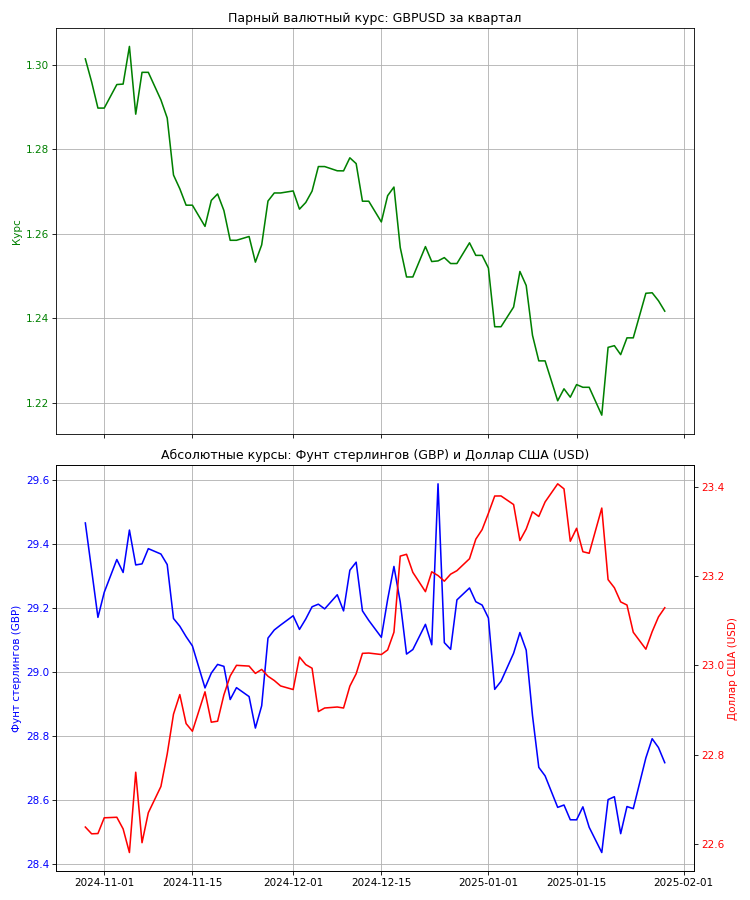 Парный валютный курс: GBPUSD за квартал
1.30
1.28
1.26
1.24
1.22
Курс
Абсолютные курсы: Фунт стерлингов (GBP) и Доллар США (USD)
29.6
29.4
29.2
29.0
28.8
28.6
28.4
Фунт стерлингов (GBP)
23.4
23.2
23.0
22.8
22.6
Доллар США (USD)
2024-11-01 2024-11-15 2024-12-01 2024-12-15 2025-01-01 2025-01-15 2025-02-01